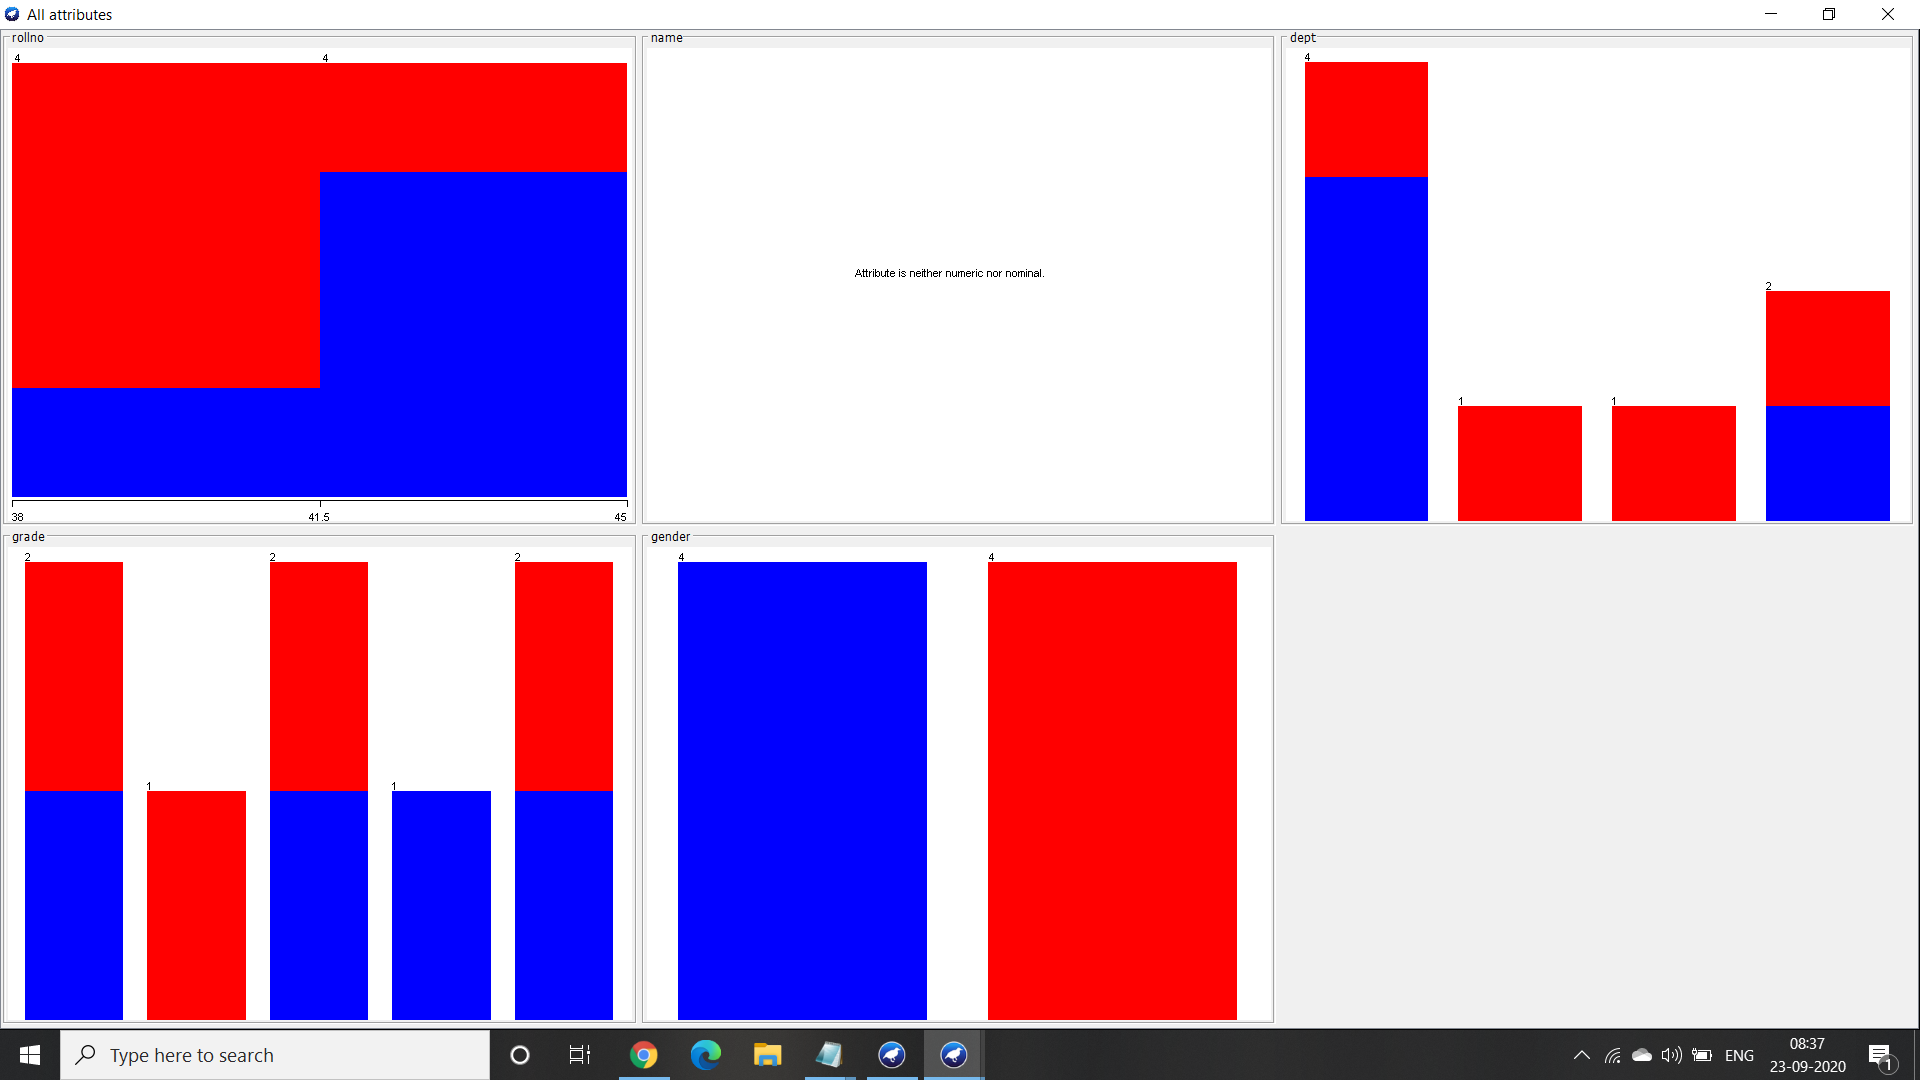 All attributes
rollno
4 4
38 41.5 45
name
Attribute is neither numeric nor nominal.
dept
4
2
1 1
grade
2 2 2
1 1
gender
4 4
Type here to search
ENG
08:37
23-09-2020
1